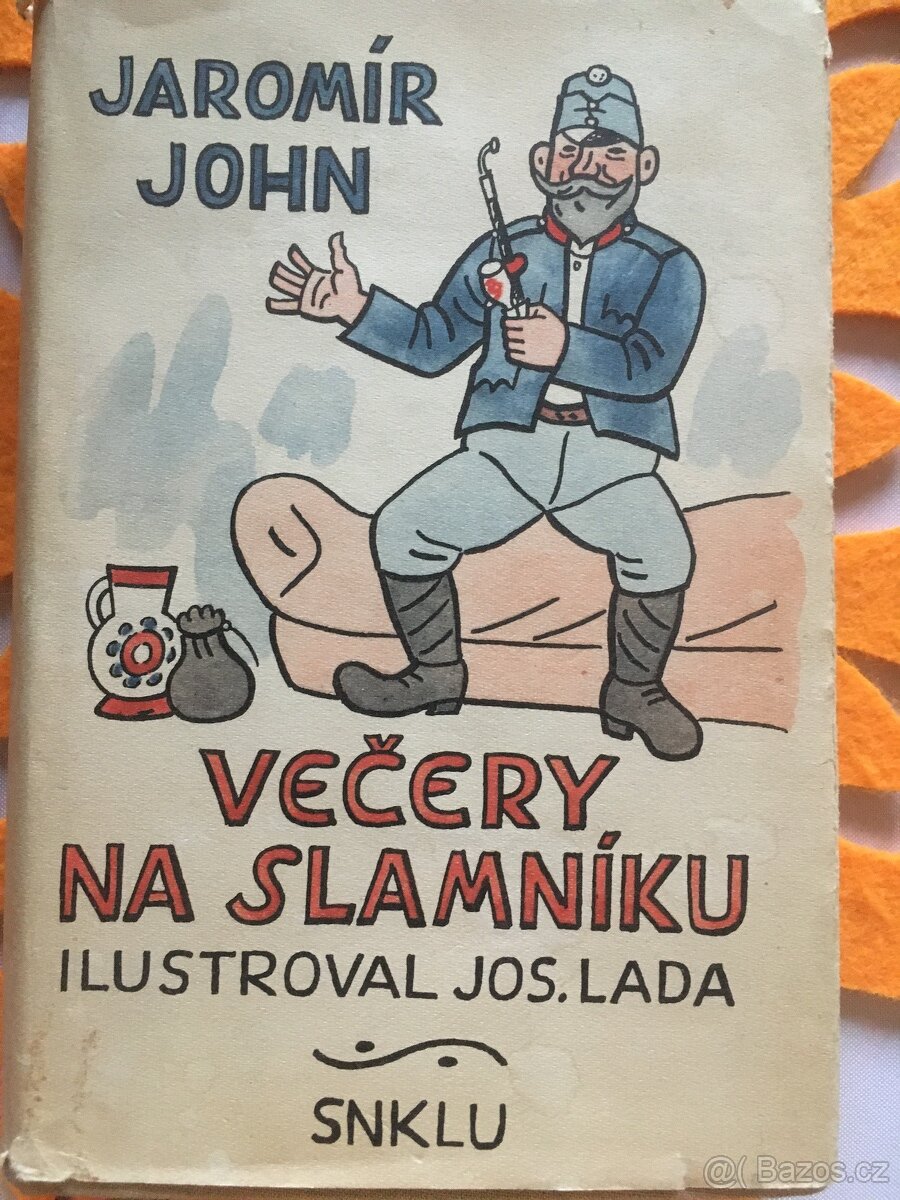 JAROMÍR
JOHN
VEČERY
NA SLAMNÍKU
ILUSTROVAL JOS. LADA
SNKLU
@( Bazos.cz